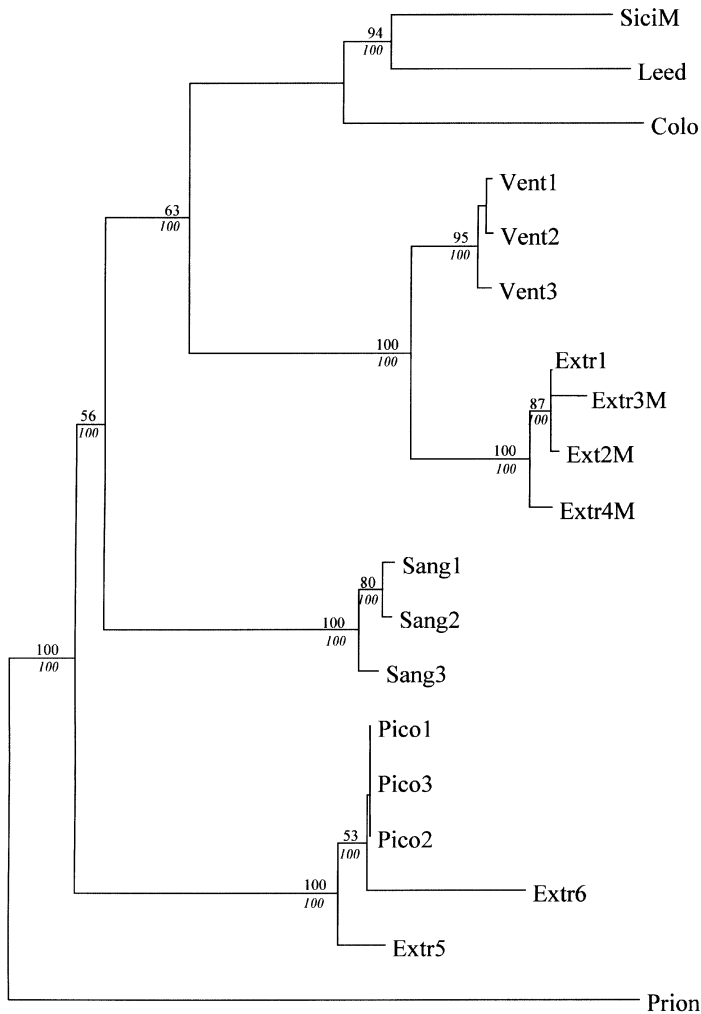 SiciM
94
100
Leed
Colo
Vent1
63
100
95
100
Vent2
Vent3
100
100
Extr1
87
100
Extr3M
56
100
100
100
Ext2M
Extr4M
Sang1
80
100
Sang2
100
100
Sang3
100
100
Pico1
Pico3
53
100
Pico2
100
100
Extr6
Extr5
Prion